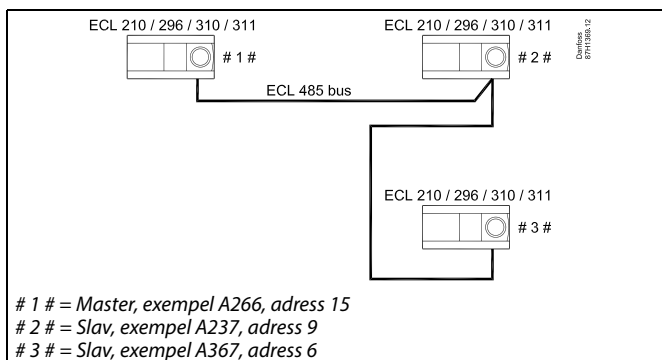 ECL 210 / 296 / 310 / 311
ECL 210 / 296 / 310 / 311
# 1 #
# 2 #
Danfoss
87H1369.12
ECL 485 bus
ECL 210 / 296 / 310 / 311
# 3 #
# 1 # = Master, exempel A266, adress 15
# 2 # = Slav, exempel A237, adress 9
# 3 # = Slav, exempel A367, adress 6